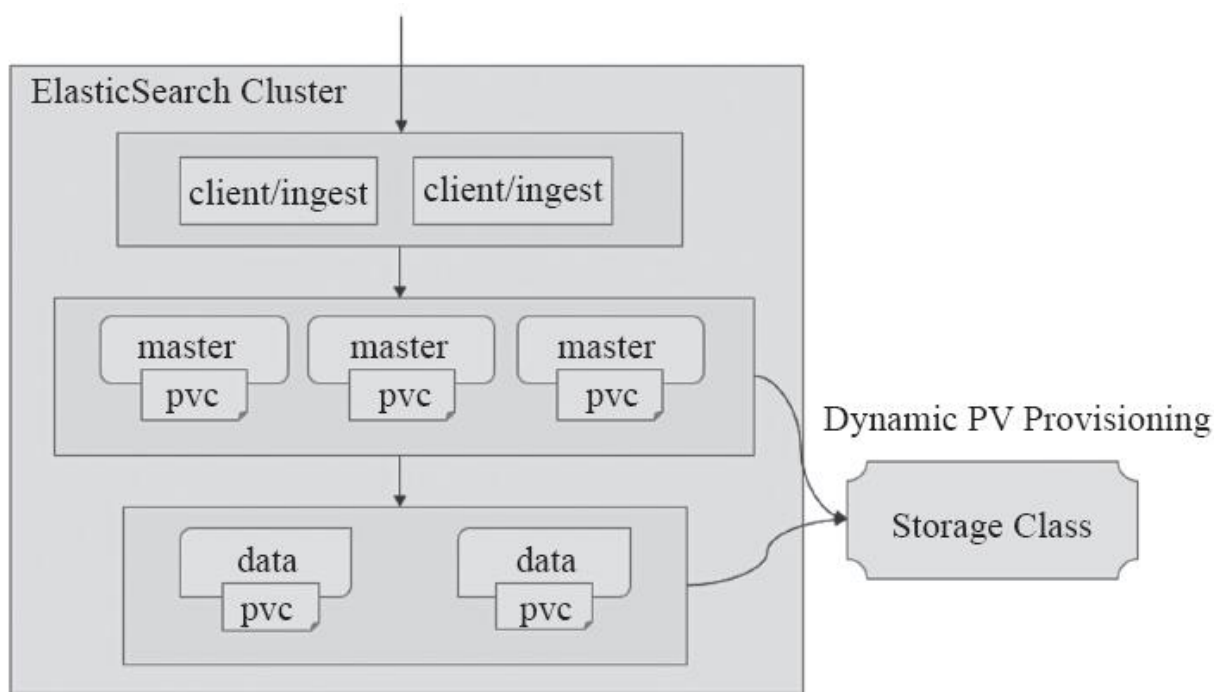 ElasticSearch Cluster
client/ingest client/ingest
master master master
pvc pvc pvc
Dynamic PV Provisioning
Storage Class
data data
pvc pvc